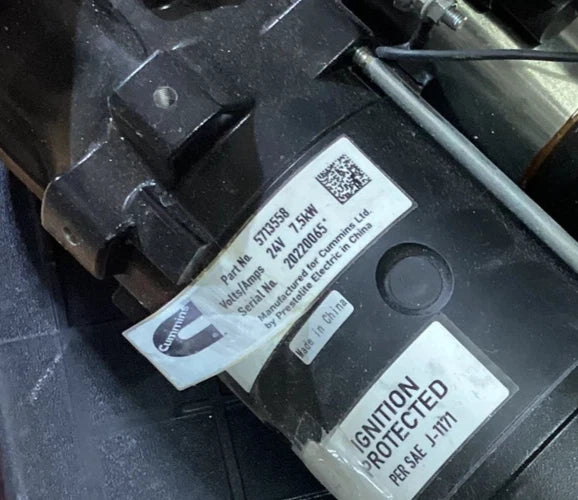 Cummins
Part No. 5713558
Volts/Amps 24V 7.5kW
Serial No. 20220065*
Manufactured for Cummins Ltd.
by Prestolite Electric in China
Made in China
IGNITION
PROTECTED
PER SAE J-1171